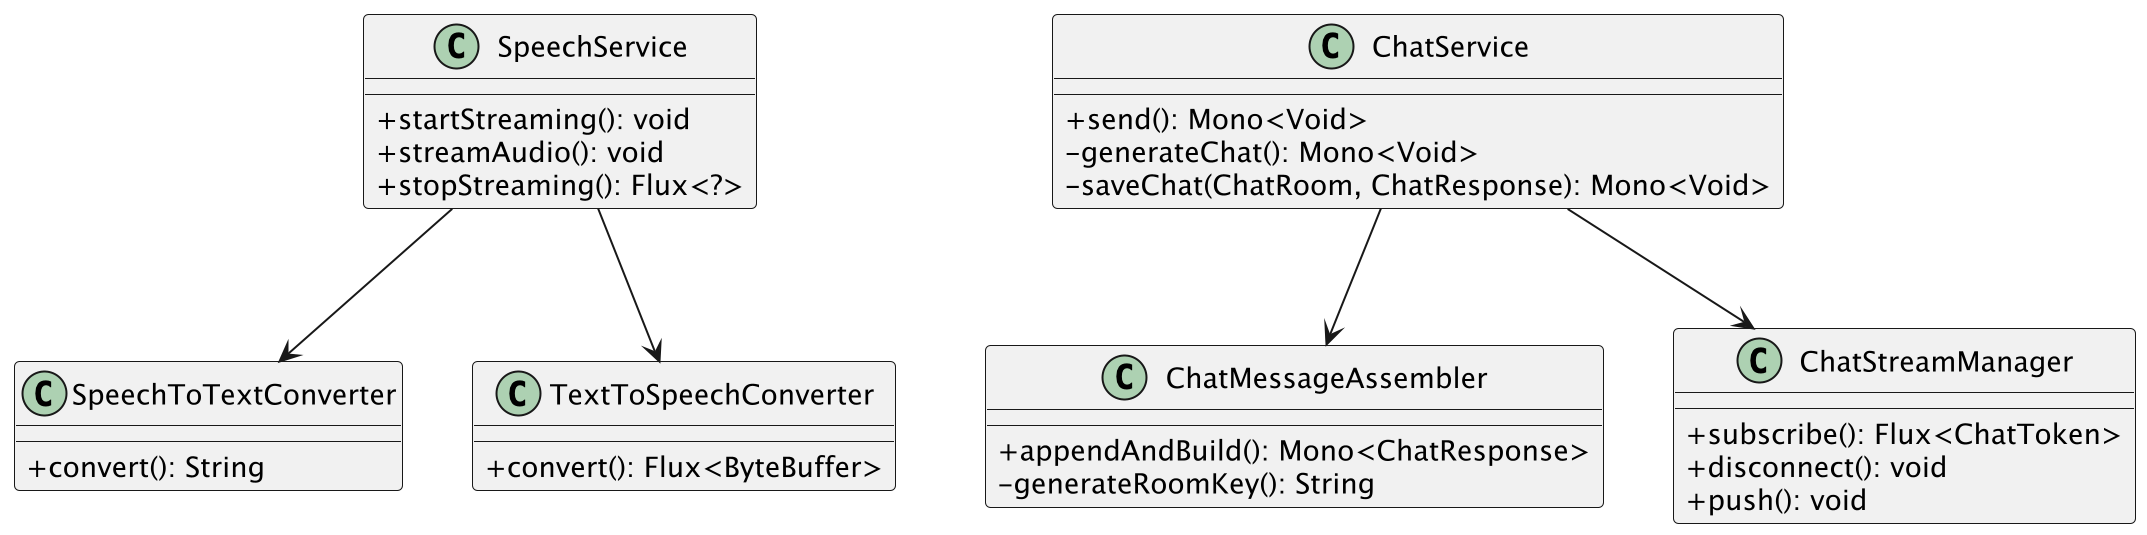 C SpeechService
+startStreaming(): void
+streamAudio(): void
+stopStreaming(): Flux<?>
C ChatService
+send(): Mono<Void>
-generateChat(): Mono<Void>
-saveChat(ChatRoom, ChatResponse): Mono<Void>
C SpeechToTextConverter
+convert(): String
C TextToSpeechConverter
+convert(): Flux<ByteBuffer>
C ChatMessageAssembler
+appendAndBuild(): Mono<ChatResponse>
-generateRoomKey(): String
C ChatStreamManager
+subscribe(): Flux<ChatToken>
+disconnect(): void
+push(): void